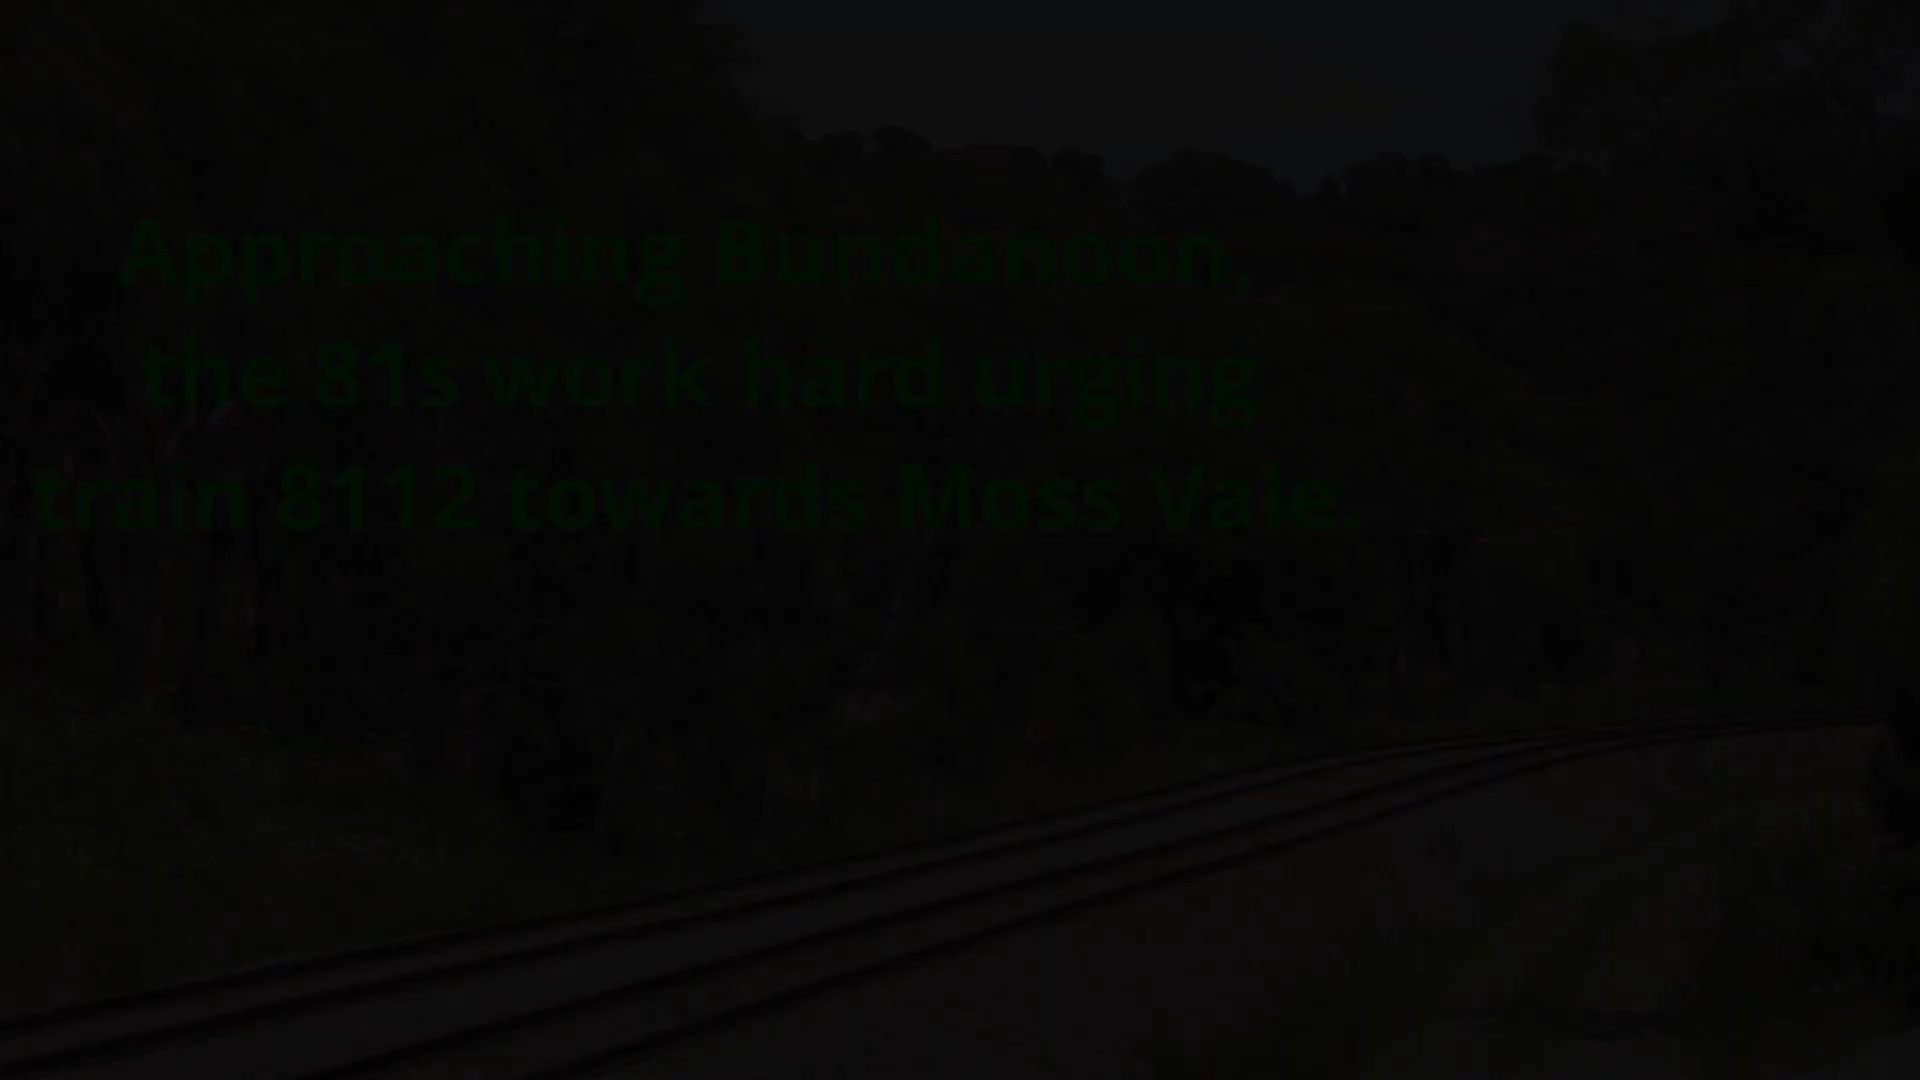 Approaching Bundanoon,
the 81s work hard urging
train 8112 towards Moss Vale.